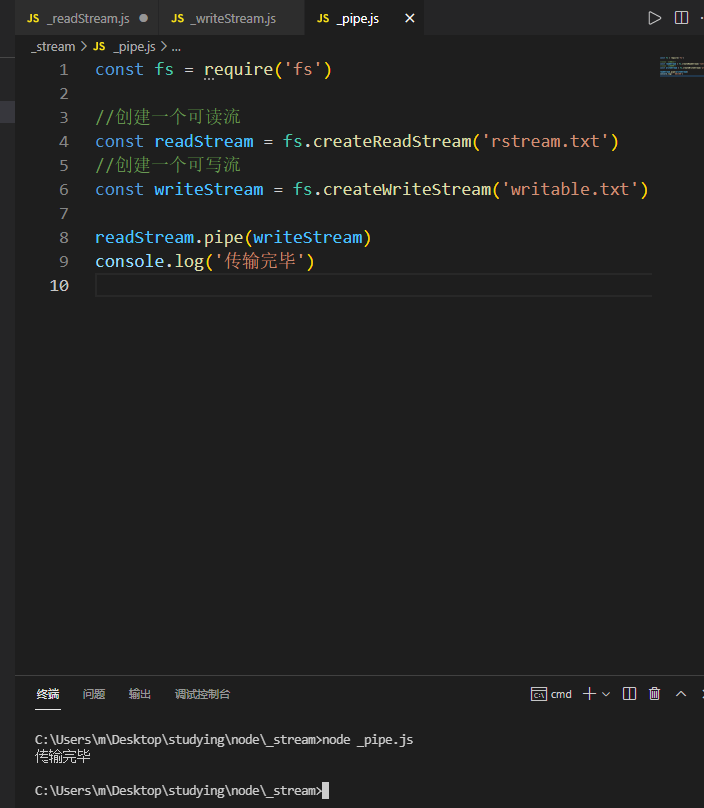 JS _readStream.js JS _writeStream.js JS _pipe.js
_stream > JS _pipe.js > ...
1 const fs = require('fs')
2
3 //创建一个可读流
4 const readStream = fs.createReadStream('rstream.txt')
5 //创建一个可写流
6 const writeStream = fs.createWriteStream('writable.txt')
7
8 readStream.pipe(writeStream)
9 console.log('传输完毕')
10
终端 问题 输出 调试控制台 cmd
C:\Users\m\Desktop\studying\node\_stream>node _pipe.js
传输完毕
C:\Users\m\Desktop\studying\node\_stream>